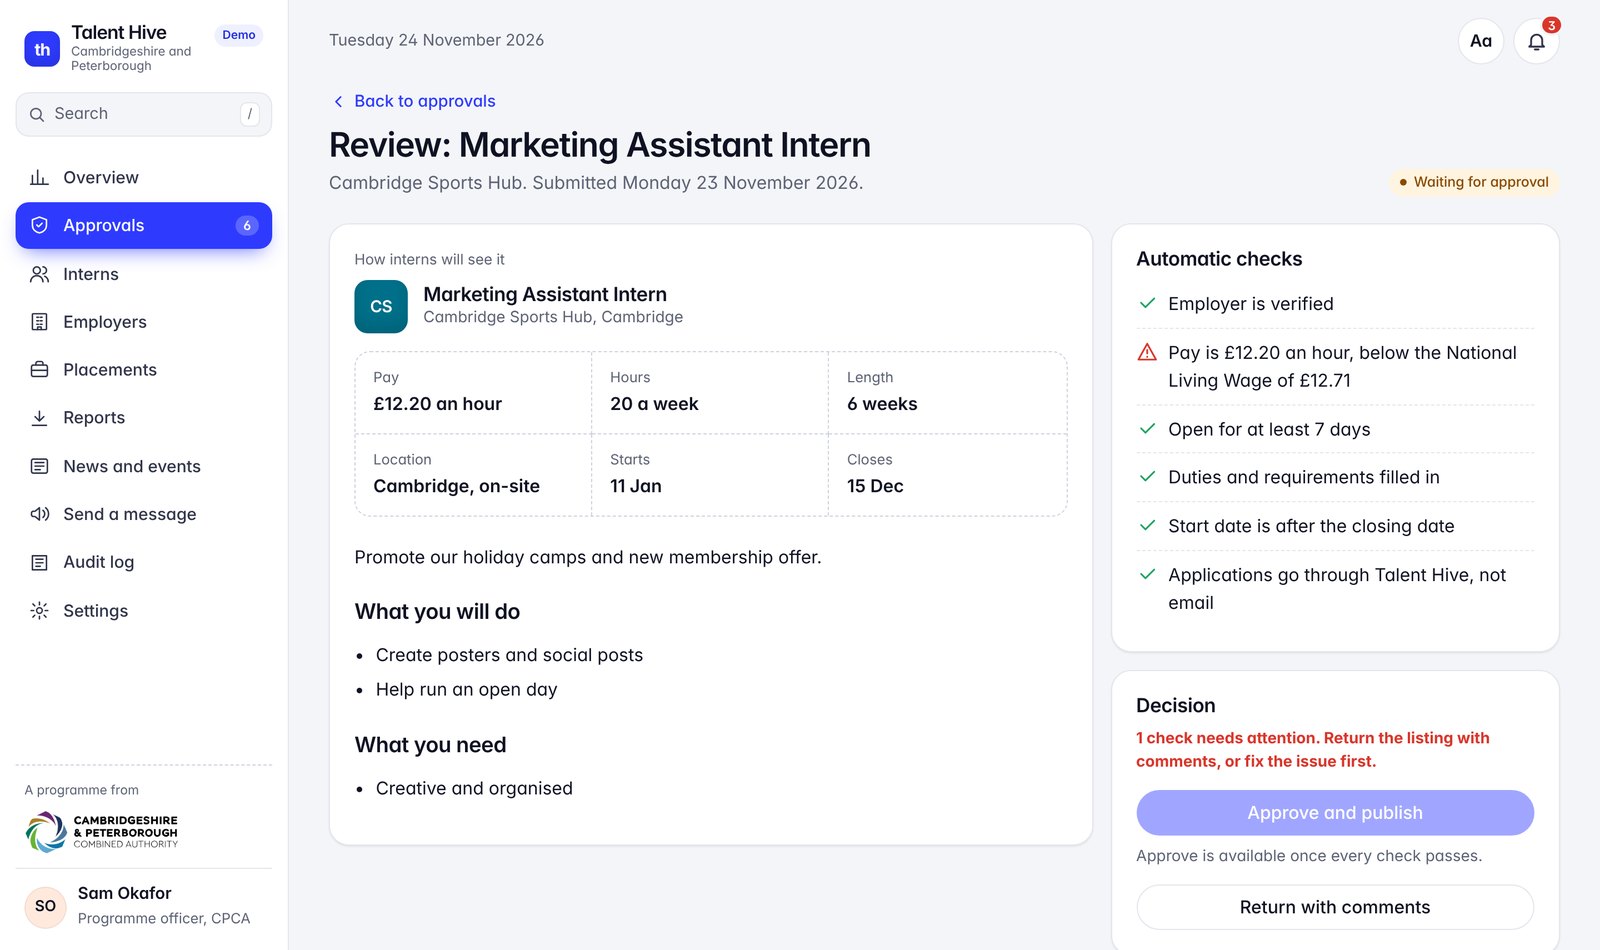 th
Talent Hive
Cambridgeshire and
Peterborough
Demo
Search
/
Overview
Approvals
6
Interns
Employers
Placements
Reports
News and events
Send a message
Audit log
Settings
A programme from
CAMBRIDGESHIRE
& PETERBOROUGH
COMBINED AUTHORITY
SO
Sam Okafor
Programme officer, CPCA
Tuesday 24 November 2026
Aa
3
Back to approvals
Review: Marketing Assistant Intern
Cambridge Sports Hub. Submitted Monday 23 November 2026.
Waiting for approval
How interns will see it
CS
Marketing Assistant Intern
Cambridge Sports Hub, Cambridge
Pay
£12.20 an hour
Hours
20 a week
Length
6 weeks
Location
Cambridge, on-site
Starts
11 Jan
Closes
15 Dec
Promote our holiday camps and new membership offer.
What you will do
• Create posters and social posts
• Help run an open day
What you need
• Creative and organised
Automatic checks
Employer is verified
Pay is £12.20 an hour, below the National
Living Wage of £12.71
Open for at least 7 days
Duties and requirements filled in
Start date is after the closing date
Applications go through Talent Hive, not
email
Decision
1 check needs attention. Return the listing with
comments, or fix the issue first.
Approve and publish
Approve is available once every check passes.
Return with comments